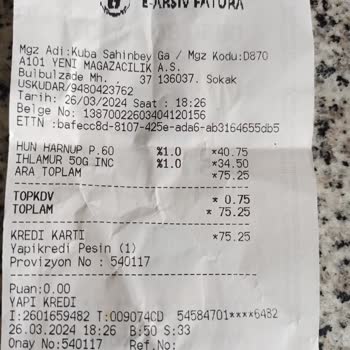 E-ARSIV FATURA
Mgz Adi:Kuba Sahinbey Ga / Mgz Kodu:D870
A101 YENI MAGAZACILIK A.S.
Bulbulzade Mh. , 37 136037. Sokak
USKUDAR/9480423762
Tarih: 26/03/2024 Saat : 18:26
Belge No: 13870022603404120156
ETTN :bafecc8d-8107-425e-ada6-ab3164655db5
HUN HARNUP P.60 %1.0 *40.75
IHLAMUR 50G INC %1.0 *34.50
ARA TOPLAM *75.25
TOPKDV * 0.75
TOPLAM * 75.25
KREDI KARTI *75.25
Yapikredi Pesin (1)
Provizyon No : 540117
Puan:0.00
YAPI KREDI
I:2601659482 T:009074CD 54584701****6482
26.03.2024 18:26 B:50 S:33
Onay No:540117 Ref.No: